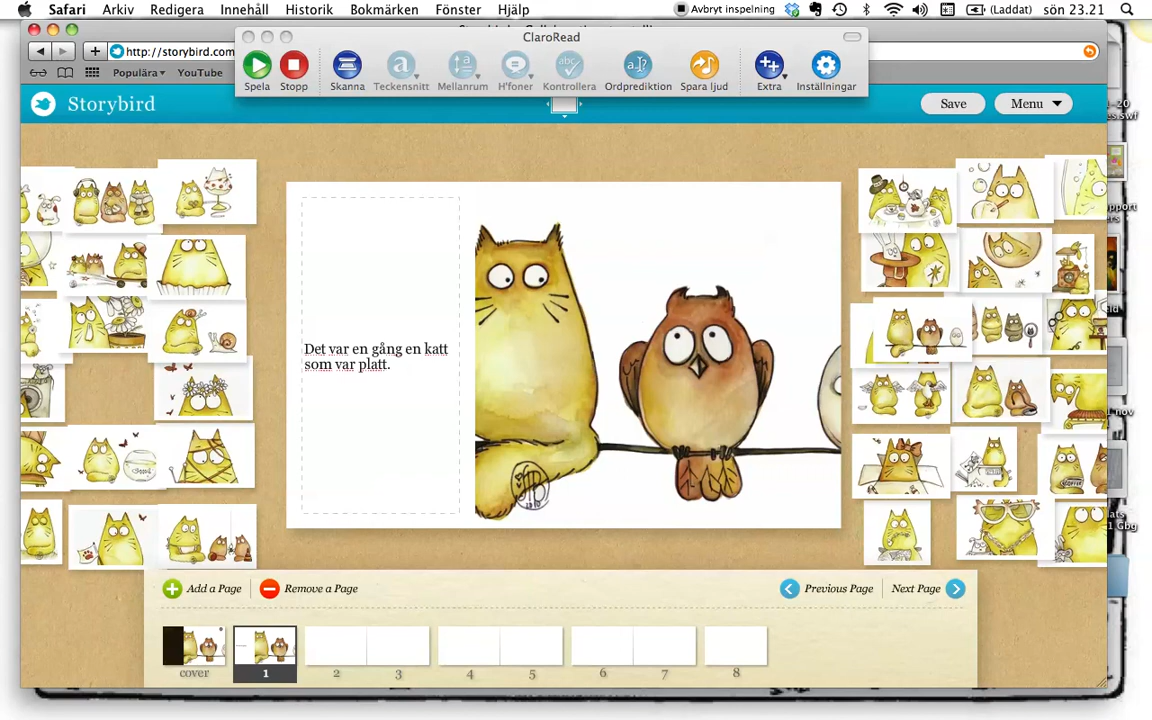 Safari Arkiv Redigera Innehåll Historik Bokmärken Fönster Hjälp Avbryt inspelning (Laddat) sön 23.21
ClaroRead
http://storybird.com
Populära YouTube
Spela Stopp Skanna Teckensnitt Mellanrum H'foner Kontrollera Ordprediktion Spara ljud Extra Inställningar
Storybird Save Menu
Det var en gång en katt
som var platt.
Add a Page Remove a Page Previous Page Next Page
cover 1 2 3 4 5 6 7 8